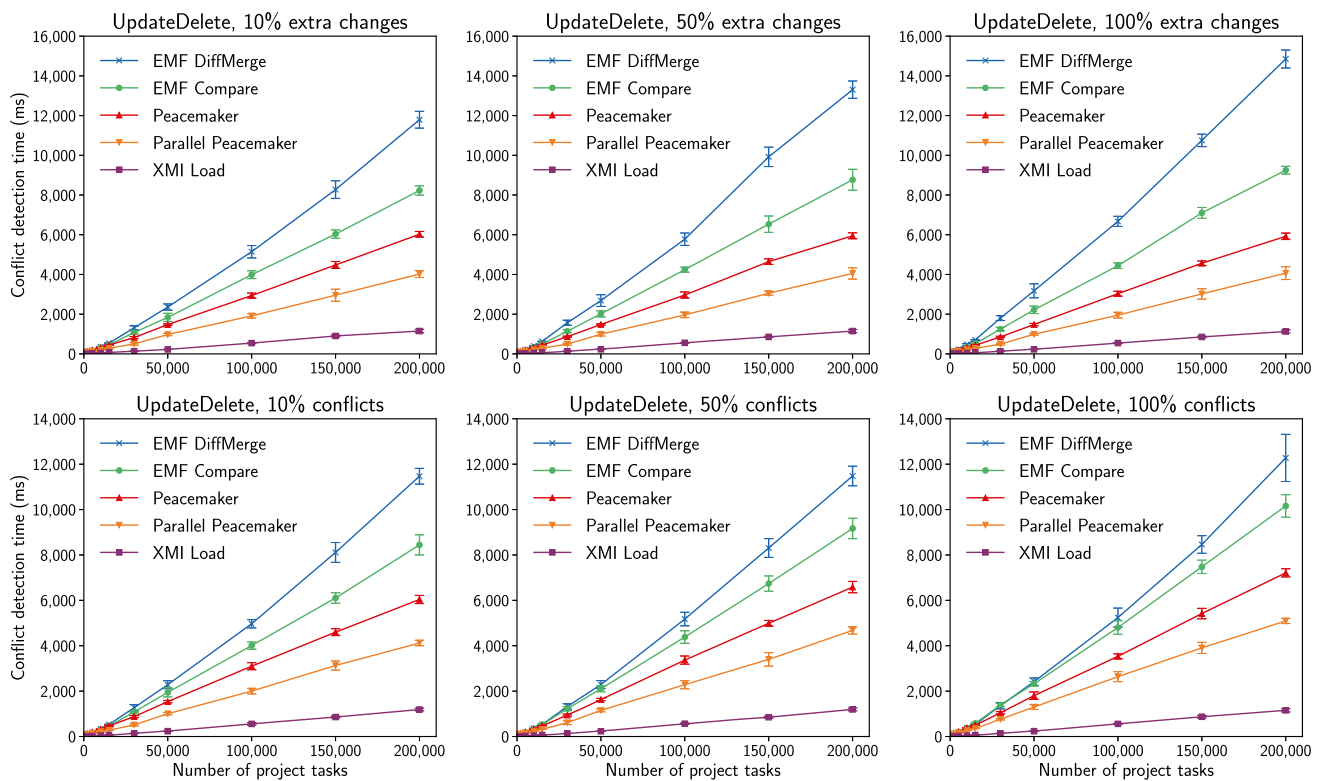 UpdateDelete, 10% extra changes
Conflict detection time (ms)
16,000
14,000
12,000
10,000
8,000
6,000
4,000
2,000
0
EMF DiffMerge
EMF Compare
Peacemaker
Parallel Peacemaker
XMI Load
0 50,000 100,000 150,000 200,000
UpdateDelete, 50% extra changes
16,000
14,000
12,000
10,000
8,000
6,000
4,000
2,000
0
EMF DiffMerge
EMF Compare
Peacemaker
Parallel Peacemaker
XMI Load
0 50,000 100,000 150,000 200,000
UpdateDelete, 100% extra changes
16,000
14,000
12,000
10,000
8,000
6,000
4,000
2,000
0
EMF DiffMerge
EMF Compare
Peacemaker
Parallel Peacemaker
XMI Load
0 50,000 100,000 150,000 200,000
UpdateDelete, 10% conflicts
Conflict detection time (ms)
14,000
12,000
10,000
8,000
6,000
4,000
2,000
0
EMF DiffMerge
EMF Compare
Peacemaker
Parallel Peacemaker
XMI Load
0 50,000 100,000 150,000 200,000
Number of project tasks
UpdateDelete, 50% conflicts
14,000
12,000
10,000
8,000
6,000
4,000
2,000
0
EMF DiffMerge
EMF Compare
Peacemaker
Parallel Peacemaker
XMI Load
0 50,000 100,000 150,000 200,000
Number of project tasks
UpdateDelete, 100% conflicts
14,000
12,000
10,000
8,000
6,000
4,000
2,000
0
EMF DiffMerge
EMF Compare
Peacemaker
Parallel Peacemaker
XMI Load
0 50,000 100,000 150,000 200,000
Number of project tasks